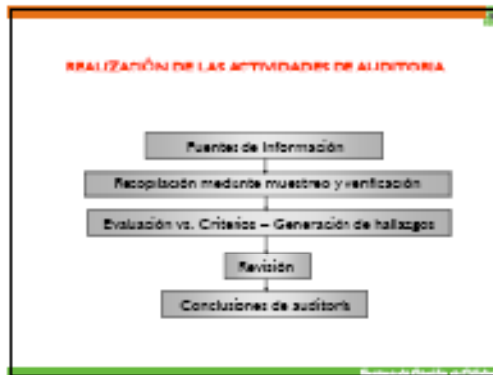 REALIZACIÓN DE LAS ACTIVIDADES DE AUDITORIA
Fuentes de Información
Recopilación mediante muestreo y verificación
Evaluación vs. Criterios – Generación de hallazgos
Revisión
Conclusiones de auditoría